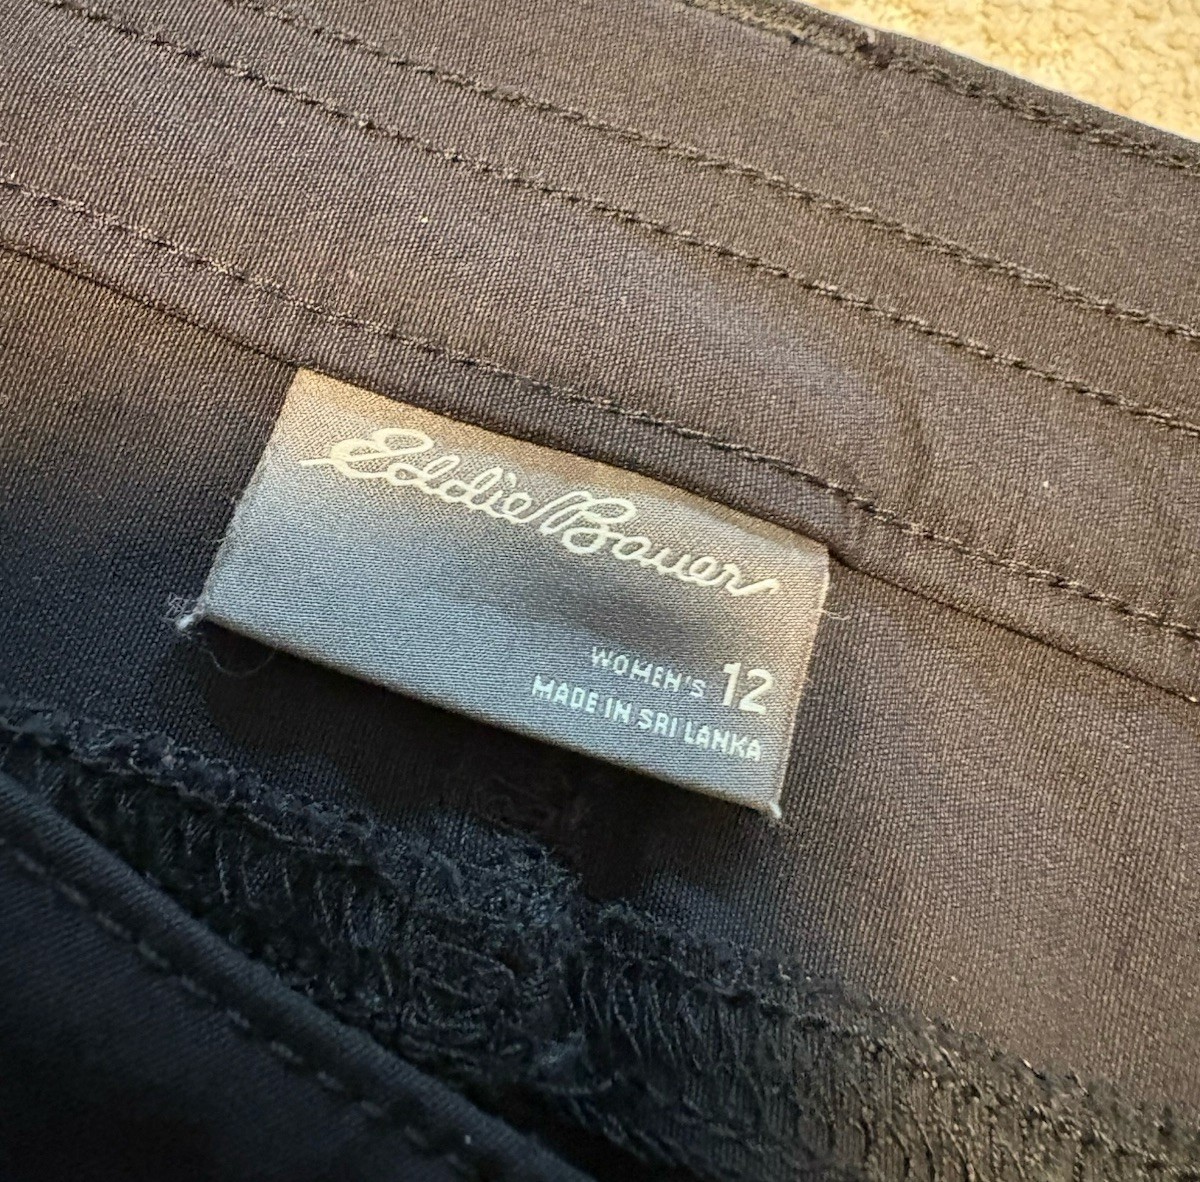 Eddie Bauer
WOMEN'S 12
MADE IN SRI LANKA